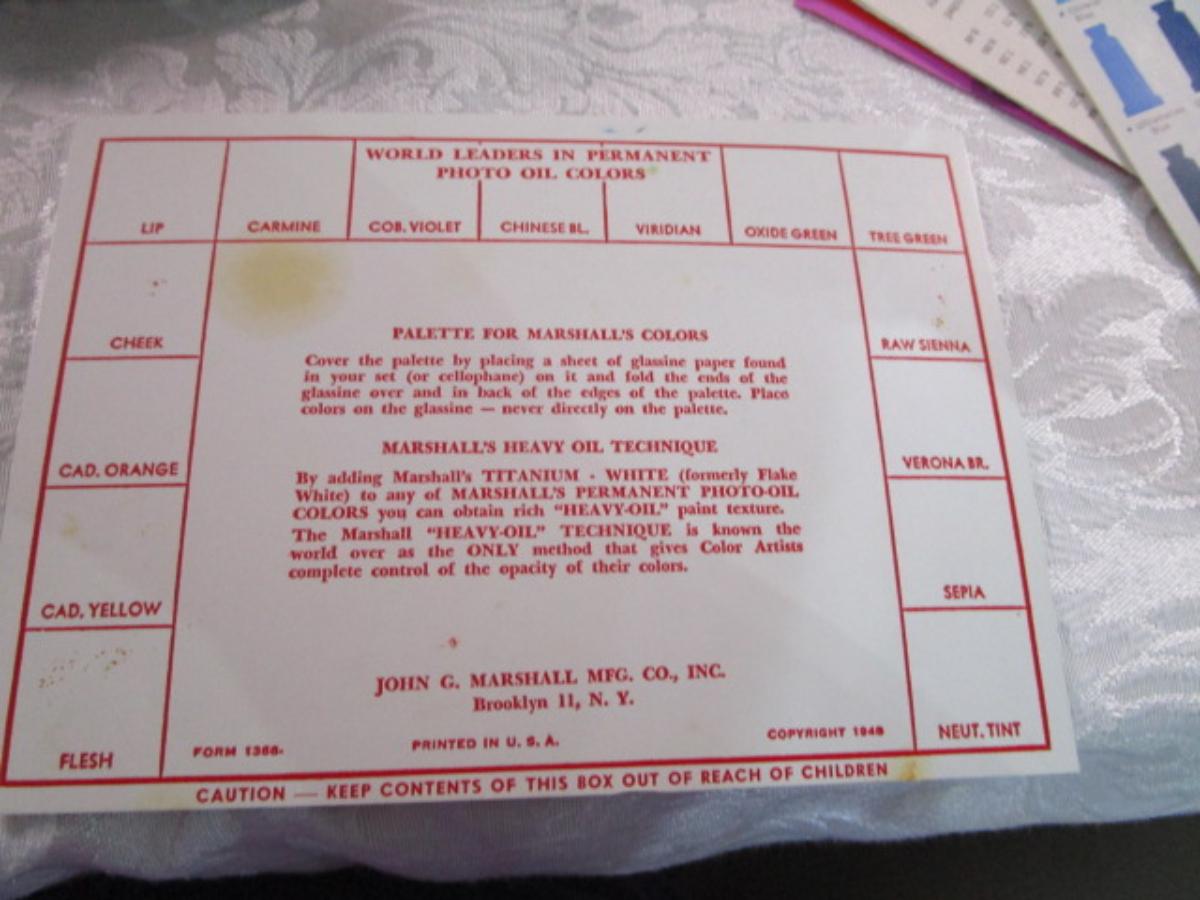 WORLD LEADERS IN PERMANENT
PHOTO OIL COLORS
LIP
CARMINE
COB. VIOLET
CHINESE BL.
VIRIDIAN
OXIDE GREEN
TREE GREEN
CHEEK
RAW SIENNA
CAD. ORANGE
VERONA BR.
CAD. YELLOW
SEPIA
FLESH
NEUT. TINT
PALETTE FOR MARSHALL'S COLORS
Cover the palette by placing a sheet of glassine paper found
in your set (or cellophane) on it and fold the ends of the
glassine over and in back of the edges of the palette. Place
colors on the glassine — never directly on the palette.
MARSHALL'S HEAVY OIL TECHNIQUE
By adding Marshall's TITANIUM - WHITE (formerly Flake
White) to any of MARSHALL'S PERMANENT PHOTO-OIL
COLORS you can obtain rich "HEAVY-OIL" paint texture.
The Marshall "HEAVY-OIL" TECHNIQUE is known the
world over as the ONLY method that gives Color Artists
complete control of the opacity of their colors.
JOHN G. MARSHALL MFG. CO., INC.
Brooklyn 11, N. Y.
FORM
PRINTED IN U. S. A.
COPYRIGHT
CAUTION — KEEP CONTENTS OF THIS BOX OUT OF REACH OF CHILDREN